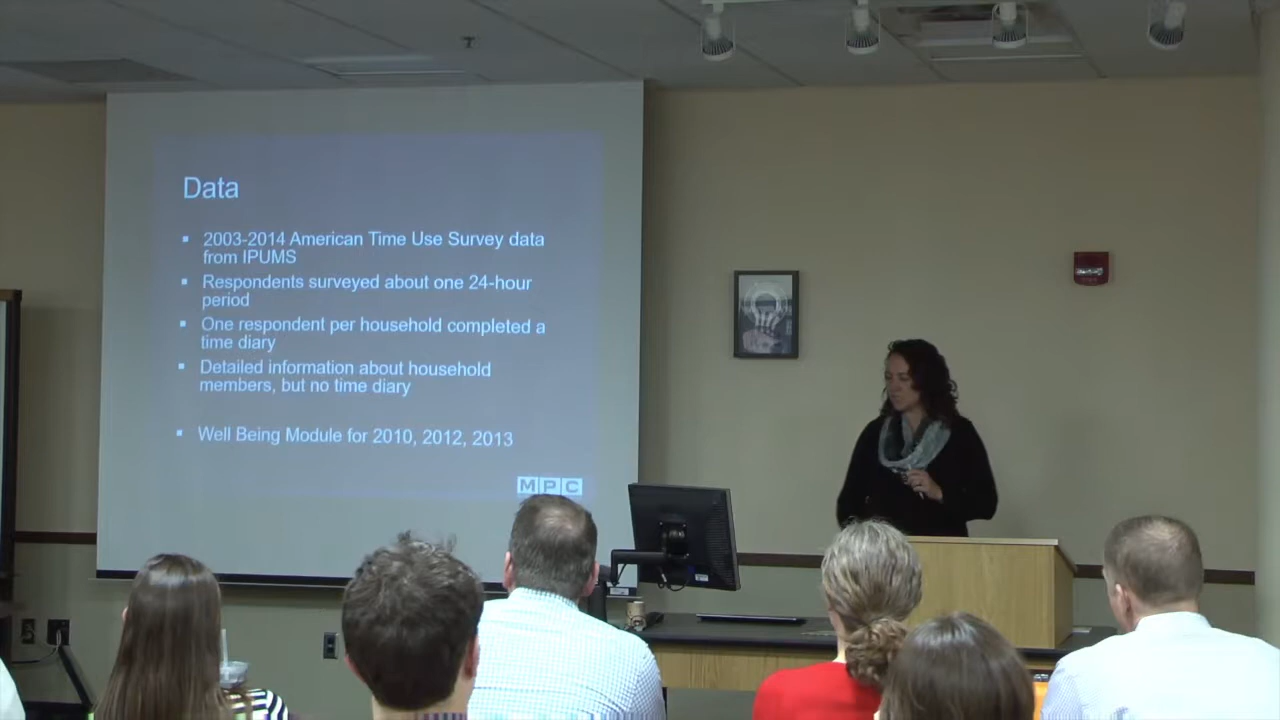 Data
▪ 2003-2014 American Time Use Survey data
from IPUMS
▪ Respondents surveyed about one 24-hour
period
▪ One respondent per household completed a
time diary
▪ Detailed information about household
members, but no time diary
▪ Well Being Module for 2010, 2012, 2013
MPC